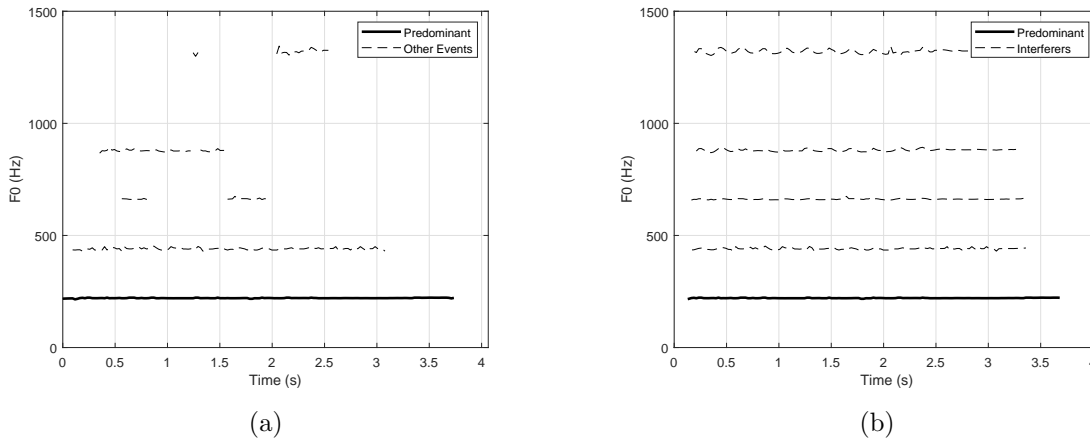 1500
1000
500
0
F0 (Hz)
0 0.5 1 1.5 2 2.5 3 3.5 4
Time (s)
Predominant
Other Events
(a)
1500
1000
500
0
F0 (Hz)
0 0.5 1 1.5 2 2.5 3 3.5 4
Time (s)
Predominant
Interferers
(b)